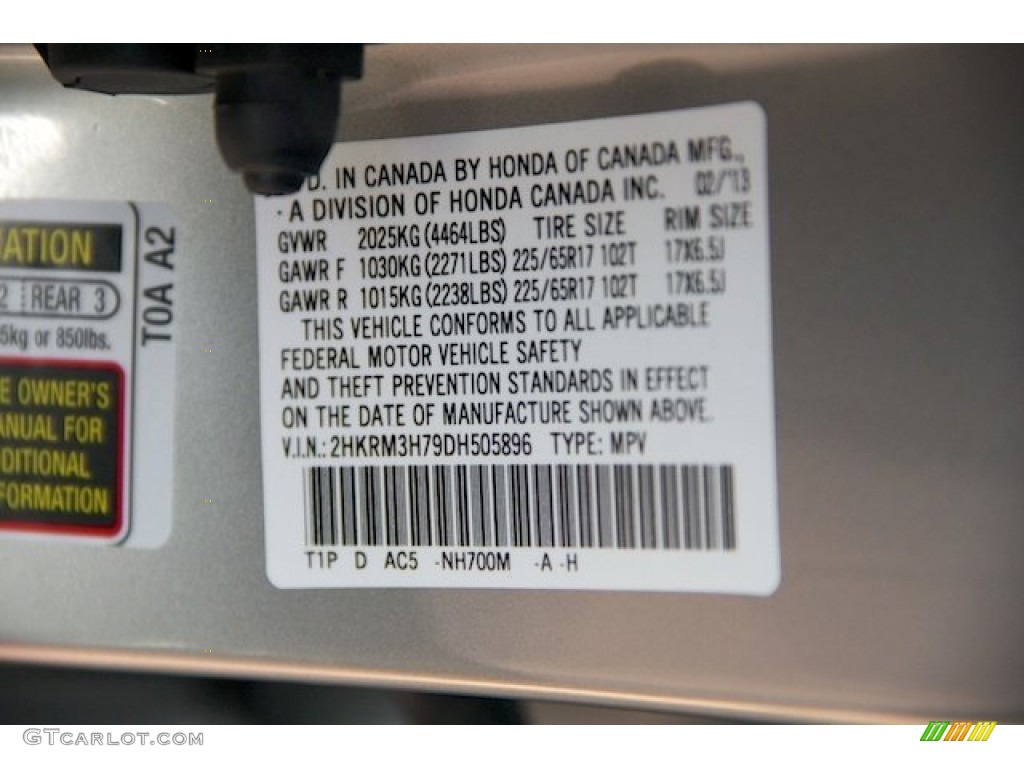 D. IN CANADA BY HONDA OF CANADA MFG.,
A DIVISION OF HONDA CANADA INC. 02/'13
GVWR 2025KG (4464LBS) TIRE SIZE RIM SIZE
GAWR F 1030KG (2271LBS) 225/65R17 102T 17X6.5J
GAWR R 1015KG (2238LBS) 225/65R17 102T 17X6.5J
THIS VEHICLE CONFORMS TO ALL APPLICABLE
FEDERAL MOTOR VEHICLE SAFETY
AND THEFT PREVENTION STANDARDS IN EFFECT
ON THE DATE OF MANUFACTURE SHOWN ABOVE.
V.I.N.: 2HKRM3H79DH505896 TYPE: MPV
T1P D AC5 -NH700M -A -H
MATION
2 REAR 3
5kg or 850lbs.
E OWNER'S
ANUAL FOR
DITIONAL
FORMATION
T0A A2
GTCARLOT.COM